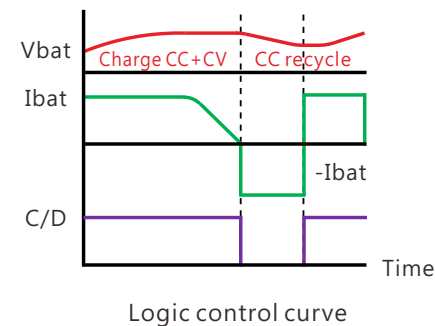 Vbat
Charge CC+CV CC recycle
Ibat
-Ibat
C/D
Time
Logic control curve